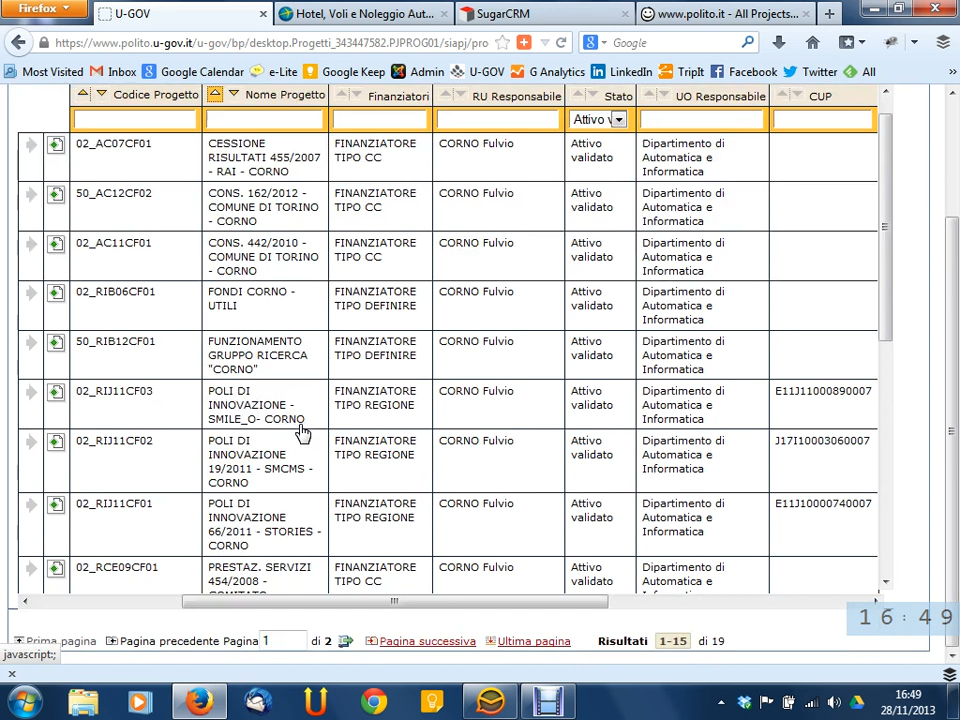 Firefox
U-GOV
Hotel, Voli e Noleggio Aut...
SugarCRM
www.polito.it - All Projects...
https://www.polito.u-gov.it/u-gov/bp/desktop.Progetti_343447582.PJPROG01/siapj/pro
Google
Most Visited Inbox Google Calendar e-Lite Google Keep Admin U-GOV G Analytics LinkedIn TripIt Facebook Twitter All
Codice Progetto Nome Progetto Finanziatori RU Responsabile Stato UO Responsabile CUP
Attivo v
02_AC07CF01
CESSIONE
RISULTATI 455/2007
- RAI - CORNO
FINANZIATORE
TIPO CC
CORNO Fulvio
Attivo
validato
Dipartimento di
Automatica e
Informatica
50_AC12CF02
CONS. 162/2012 -
COMUNE DI TORINO
- CORNO
FINANZIATORE
TIPO CC
CORNO Fulvio
Attivo
validato
Dipartimento di
Automatica e
Informatica
02_AC11CF01
CONS. 442/2010 -
COMUNE DI TORINO
- CORNO
FINANZIATORE
TIPO CC
CORNO Fulvio
Attivo
validato
Dipartimento di
Automatica e
Informatica
02_RIB06CF01
FONDI CORNO -
UTILI
FINANZIATORE
TIPO DEFINIRE
CORNO Fulvio
Attivo
validato
Dipartimento di
Automatica e
Informatica
50_RIB12CF01
FUNZIONAMENTO
GRUPPO RICERCA
"CORNO"
FINANZIATORE
TIPO DEFINIRE
CORNO Fulvio
Attivo
validato
Dipartimento di
Automatica e
Informatica
02_RIJ11CF03
POLI DI
INNOVAZIONE -
SMILE_O- CORNO
FINANZIATORE
TIPO REGIONE
CORNO Fulvio
Attivo
validato
Dipartimento di
Automatica e
Informatica
E11J11000890007
02_RIJ11CF02
POLI DI
INNOVAZIONE
19/2011 - SMCMS -
CORNO
FINANZIATORE
TIPO REGIONE
CORNO Fulvio
Attivo
validato
Dipartimento di
Automatica e
Informatica
J17I10003060007
02_RIJ11CF01
POLI DI
INNOVAZIONE
66/2011 - STORIES -
CORNO
FINANZIATORE
TIPO REGIONE
CORNO Fulvio
Attivo
validato
Dipartimento di
Automatica e
Informatica
E11J10000740007
02_RCE09CF01
PRESTAZ. SERVIZI
454/2008 -
COMITATO
FINANZIATORE
TIPO CC
CORNO Fulvio
Attivo
validato
Dipartimento di
Automatica e
Informatica
16:49
Prima pagina Pagina precedente Pagina 1 di 2 Pagina successiva Ultima pagina Risultati 1-15 di 19
javascript:;
16:49
28/11/2013